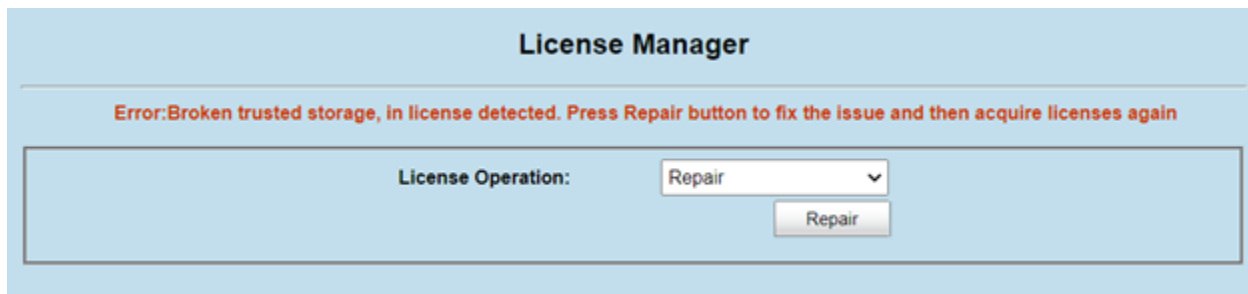 License Manager
Error:Broken trusted storage, in license detected. Press Repair button to fix the issue and then acquire licenses again
License Operation: Repair
Repair